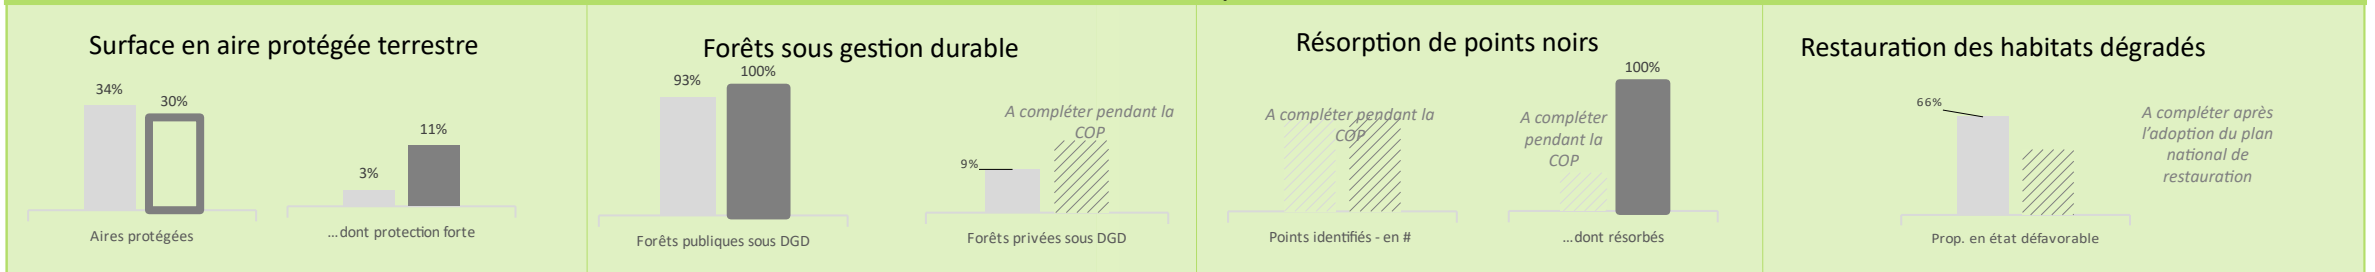 Surface en aire protégée terrestre
34%
30%
Aires protégées
3%
11%
...dont protection forte
Forêts sous gestion durable
93%
100%
Forêts publiques sous DGD
A compléter pendant la
COP
9%
Forêts privées sous DGD
Résorption de points noirs
A compléter pendant la
COP
Points identifiés - en #
A compléter
pendant la
COP
100%
...dont résorbés
Restauration des habitats dégradés
66%
Prop. en état défavorable
A compléter après
l'adoption du plan
national de
restauration